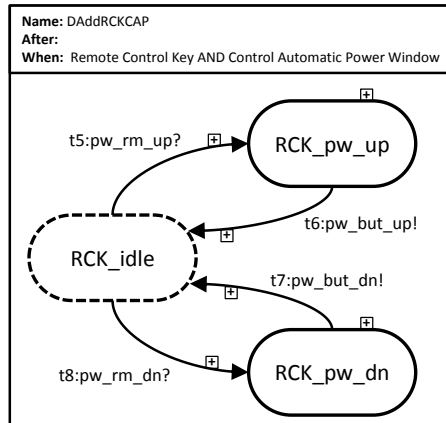 Name: DAddRCKCAP
After:
When: Remote Control Key AND Control Automatic Power Window
+
t5:pw_rm_up?
+
RCK_pw_up
+
t6:pw_but_up!
RCK_idle
t7:pw_but_dn!
+
+
+
t8:pw_rm_dn?
RCK_pw_dn